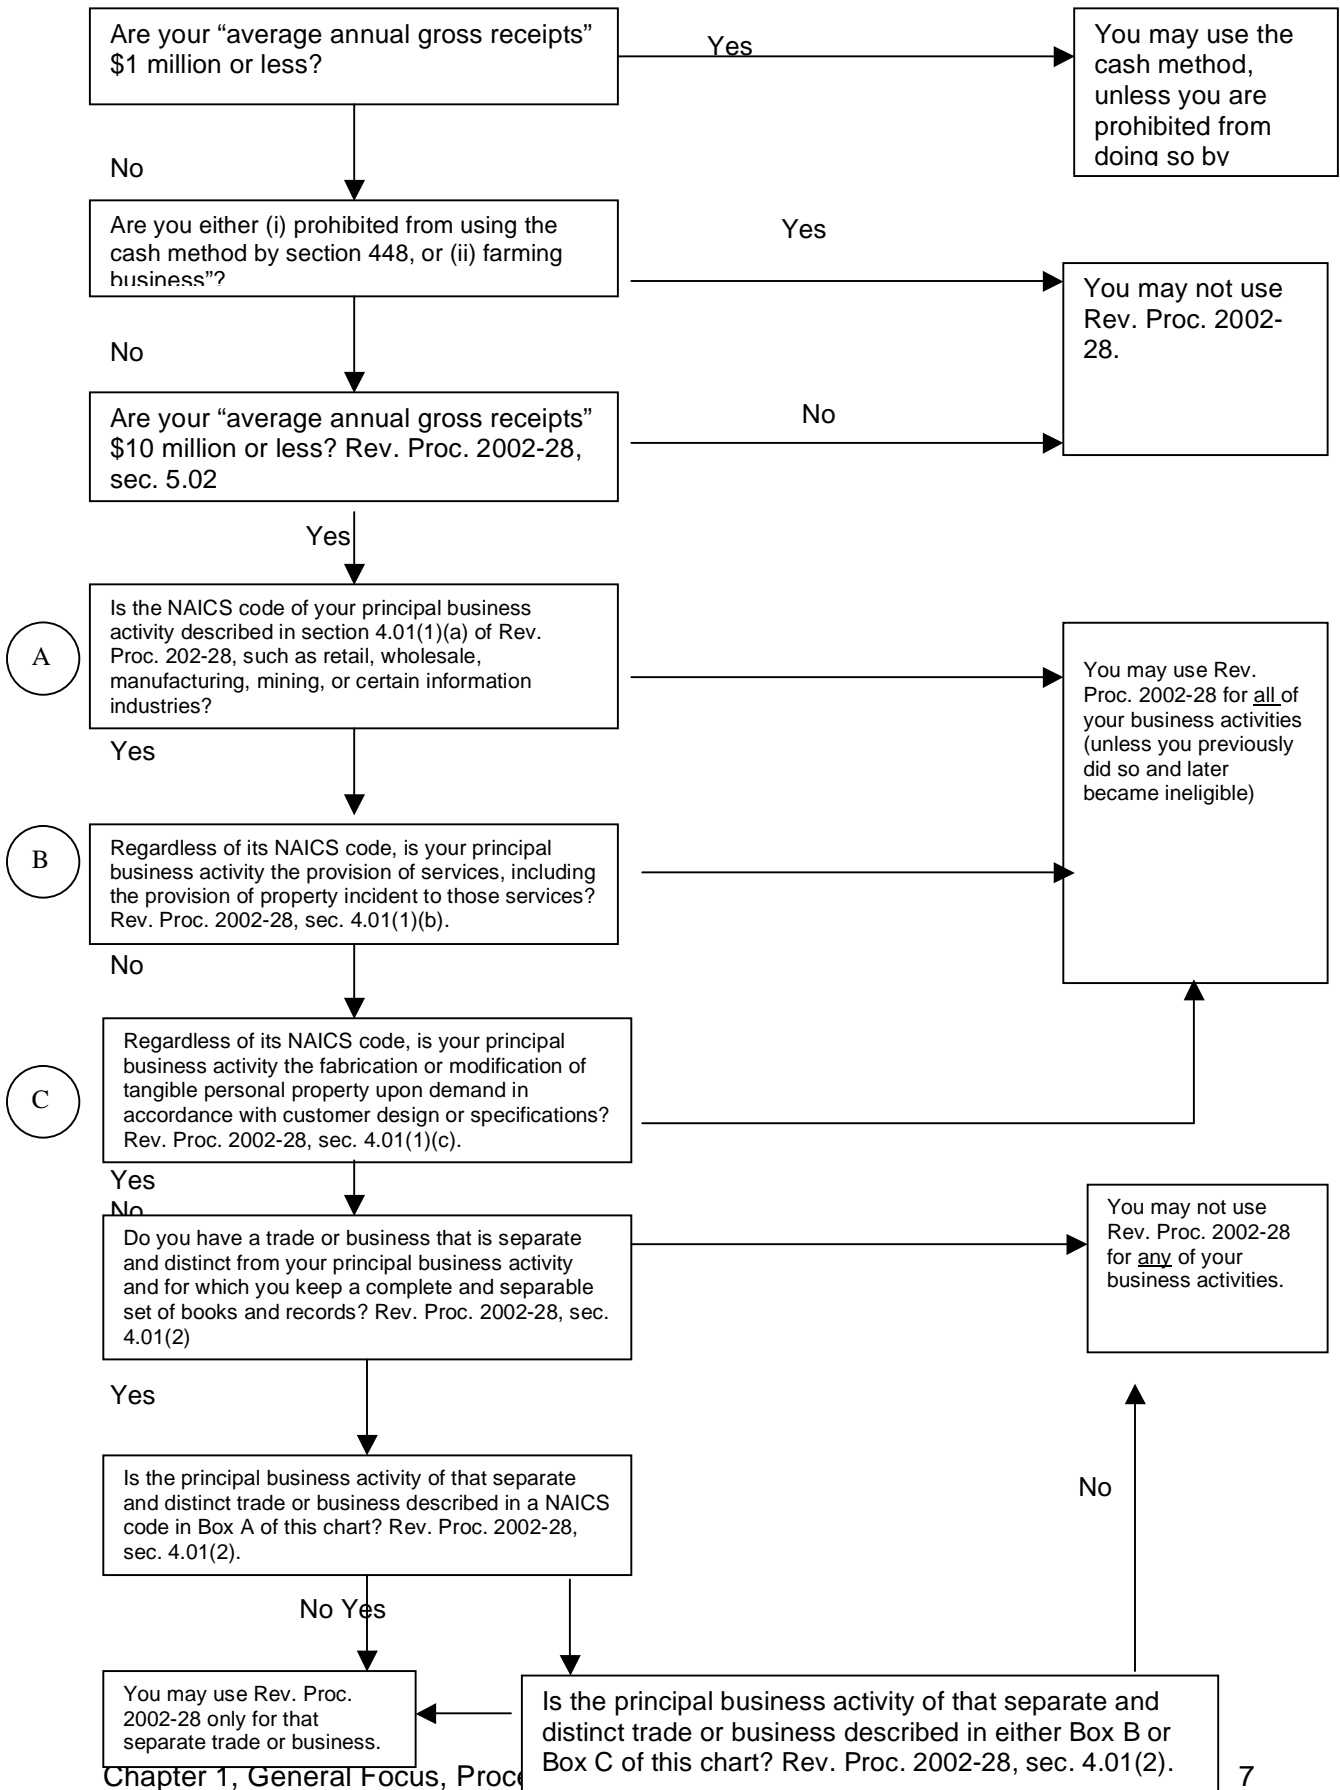 Are your “average annual gross receipts”
$1 million or less?
Yes
You may use the
cash method,
unless you are
prohibited from
doing so by
No
Are you either (i) prohibited from using the
cash method by section 448, or (ii) farming
business”?
Yes
You may not use
Rev. Proc. 2002-
28.
No
Are your “average annual gross receipts”
$10 million or less? Rev. Proc. 2002-28,
sec. 5.02
No
Yes
A
Is the NAICS code of your principal business
activity described in section 4.01(1)(a) of Rev.
Proc. 202-28, such as retail, wholesale,
manufacturing, mining, or certain information
industries?
You may use Rev.
Proc. 2002-28 for all of
your business activities
(unless you previously
did so and later
became ineligible)
Yes
B
Regardless of its NAICS code, is your principal
business activity the provision of services, including
the provision of property incident to those services?
Rev. Proc. 2002-28, sec. 4.01(1)(b).
No
C
Regardless of its NAICS code, is your principal
business activity the fabrication or modification of
tangible personal property upon demand in
accordance with customer design or specifications?
Rev. Proc. 2002-28, sec. 4.01(1)(c).
Yes
No
Do you have a trade or business that is separate
and distinct from your principal business activity
and for which you keep a complete and separable
set of books and records? Rev. Proc. 2002-28, sec.
4.01(2)
You may not use
Rev. Proc. 2002-28
for any of your
business activities.
Yes
Is the principal business activity of that separate
and distinct trade or business described in a NAICS
code in Box A of this chart? Rev. Proc. 2002-28,
sec. 4.01(2).
No
No Yes
You may use Rev. Proc.
2002-28 only for that
separate trade or business.
Is the principal business activity of that separate and
distinct trade or business described in either Box B or
Box C of this chart? Rev. Proc. 2002-28, sec. 4.01(2).
Chapter 1, General Focus, 7